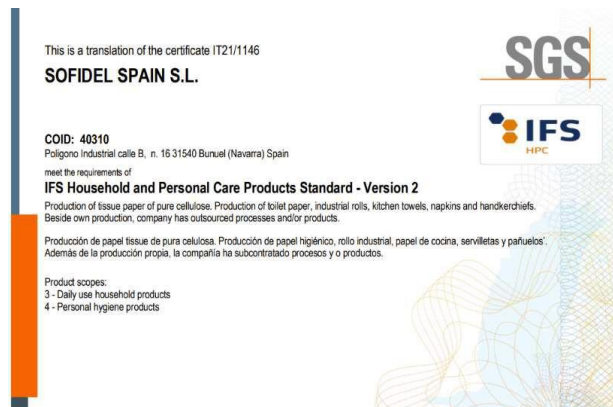 This is a translation of the certificate IT21/1146
SOFIDEL SPAIN S.L.
SGS
IFS
HPC
COID: 40310
Poligono Industrial calle B, n. 16 31540 Bunuel (Navarra) Spain
meet the requirements of
IFS Household and Personal Care Products Standard - Version 2
Production of tissue paper of pure cellulose. Production of toilet paper, industrial rolls, kitchen towels, napkins and handkerchiefs.
Beside own production, company has outsourced processes and/or products.
Producción de papel tissue de pura celulosa. Producción de papel higiénico, rollo industrial, papel de cocina, servilletas y pañuelos'.
Además de la producción propia, la compañía ha subcontratado procesos y o productos.
Product scopes:
3 - Daily use household products
4 - Personal hygiene products